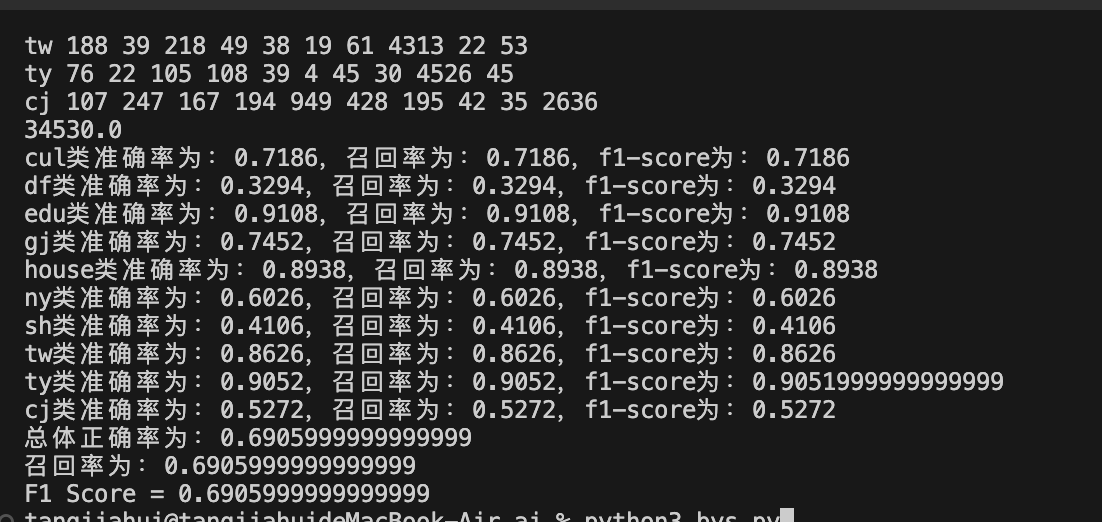 tw 188 39 218 49 38 19 61 4313 22 53
ty 76 22 105 108 39 4 45 30 4526 45
cj 107 247 167 194 949 428 195 42 35 2636
34530.0
cul类准确率为：0.7186, 召回率为：0.7186, f1-score为：0.7186
df类准确率为：0.3294, 召回率为：0.3294, f1-score为：0.3294
edu类准确率为：0.9108, 召回率为：0.9108, f1-score为：0.9108
gj类准确率为：0.7452, 召回率为：0.7452, f1-score为：0.7452
house类准确率为：0.8938, 召回率为：0.8938, f1-score为：0.8938
ny类准确率为：0.6026, 召回率为：0.6026, f1-score为：0.6026
sh类准确率为：0.4106, 召回率为：0.4106, f1-score为：0.4106
tw类准确率为：0.8626, 召回率为：0.8626, f1-score为：0.8626
ty类准确率为：0.9052, 召回率为：0.9052, f1-score为：0.9051999999999999
cj类准确率为：0.5272, 召回率为：0.5272, f1-score为：0.5272
总体正确率为：0.6905999999999999
召回率为：0.6905999999999999
F1 Score = 0.6905999999999999
tangjiahui@tangjiahuideMacBook-Air ai % python3 bys.py